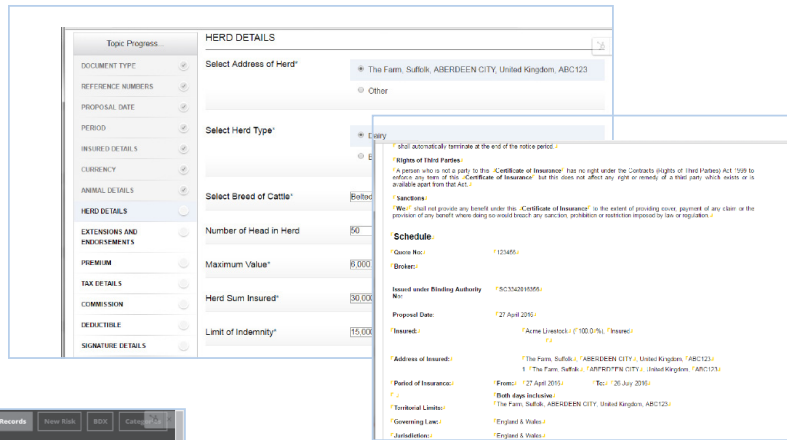 Topic Progress...
DOCUMENT TYPE
REFERENCE NUMBERS
PROPOSAL DATE
PERIOD
INSURED DETAILS
CURRENCY
ANIMAL DETAILS
HERD DETAILS
EXTENSIONS AND
ENDORSEMENTS
PREMIUM
TAX DETAILS
COMMISSION
DEDUCTIBLE
SIGNATURE DETAILS
HERD DETAILS
Select Address of Herd*
The Farm, Suffolk, ABERDEEN CITY, United Kingdom, ABC123
Other
Select Herd Type*
Dairy
Select Breed of Cattle*
Belted
Number of Head in Herd
50
Maximum Value*
6,000
Herd Sum Insured*
30,000
Limit of Indemnity*
15,000
shall automatically terminate at the end of the notice period.
Rights of Third Parties
A person who is not a party to this Certificate of Insurance has no right under the Contracts (Rights of Third Parties) Act 1999 to
enforce any term of this Certificate of Insurance but this does not affect any right or remedy of a third party which exists or is
available apart from that Act.
Sanctions
We shall not provide any benefit under this Certificate of Insurance to the extent of providing cover, payment of any claim or the
provision of any benefit where doing so would breach any sanction, prohibition or restriction imposed by law or regulation.
Schedule
Quote No:
123456
Broker:
Issued under Binding Authority
No:
Proposal Date:
27 April 2016
Insured:
Acme Livestock (100.0%), Insured
Address of Insured:
The Farm, Suffolk, ABERDEEN CITY, United Kingdom, ABC123
1. The Farm, Suffolk, ABERDEEN CITY, United Kingdom, ABC123
Period of Insurance:
From: 27 April 2016 To: 26 July 2016
Both days inclusive
Territorial Limits:
The Farm, Suffolk, ABERDEEN CITY, United Kingdom, ABC123
Governing Law:
England & Wales
Jurisdiction:
England & Wales
Records
New Risk
BDX